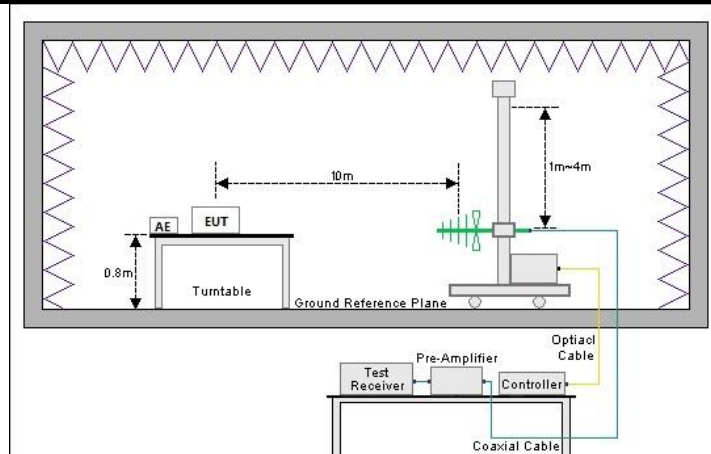 10m
1m~4m
AE
EUT
0.8m
Turntable
Ground Reference Plane
Optiacl
Cable
Pre-Amplifier
Test
Receiver
Controller
Coaxial Cable